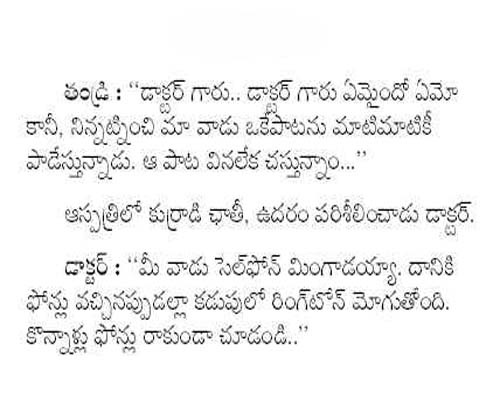 తండ్రి : ‘‘డాక్టర్ గారు.. డాక్టర్ గారు ఏమైందో ఏమో
కానీ, నిన్నట్నించి మా వాడు ఒకేపాటను మాటిమాటికీ
పాడేస్తున్నాడు. ఆ పాట వినలేక చస్తున్నాం...’’
ఆస్పత్రిలో కుర్రాడి ఛాతీ, ఉదరం పరిశీలించాడు డాక్టర్.
డాక్టర్ : ‘‘మీ వాడు సెల్‌ఫోన్ మింగాడయ్యా. దానికి
ఫోన్లు వచ్చినప్పుడల్లా కడుపులో రింగ్‌టోన్ మోగుతోంది.
కొన్నాళ్లు ఫోన్లు రాకుండా చూడండి..’’